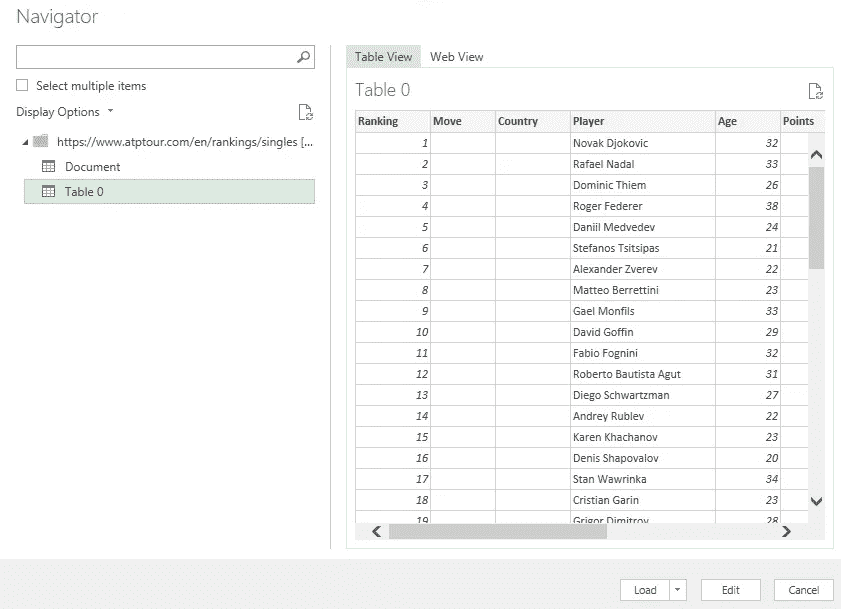 Navigator
Select multiple items
Display Options
https://www.atptour.com/en/rankings/singles [...
Document
Table 0
Table View Web View
Table 0
Ranking Move Country Player Age Points
1 Novak Djokovic 32
2 Rafael Nadal 33
3 Dominic Thiem 26
4 Roger Federer 38
5 Daniil Medvedev 24
6 Stefanos Tsitsipas 21
7 Alexander Zverev 22
8 Matteo Berrettini 23
9 Gael Monfils 33
10 David Goffin 29
11 Fabio Fognini 32
12 Roberto Bautista Agut 31
13 Diego Schwartzman 27
14 Andrey Rublev 22
15 Karen Khachanov 23
16 Denis Shapovalov 20
17 Stan Wawrinka 34
18 Cristian Garin 23
19 Grigor Dimitrov 28
Load Edit Cancel